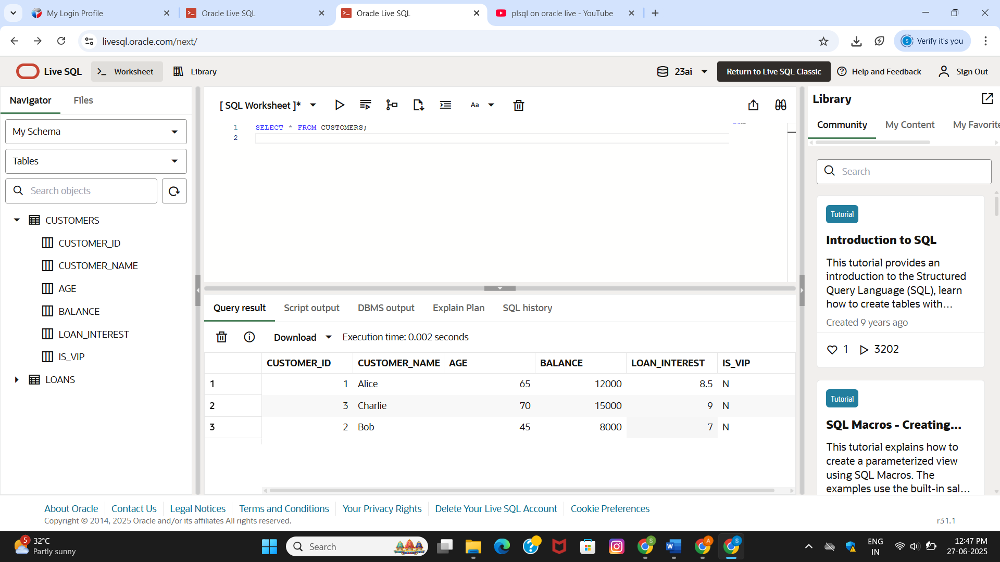 My Login Profile
Oracle Live SQL
Oracle Live SQL
plsql on oracle live - YouTube
livesql.oracle.com/next/
S
Verify it's you
Live SQL
Worksheet
Library
23ai
Return to Live SQL Classic
Help and Feedback
Sign Out
Navigator
Files
My Schema
Tables
Search objects
CUSTOMERS
CUSTOMER_ID
CUSTOMER_NAME
AGE
BALANCE
LOAN_INTEREST
IS_VIP
LOANS
[ SQL Worksheet ]*
Aa
1 SELECT * FROM CUSTOMERS;
2
Query result
Script output
DBMS output
Explain Plan
SQL history
Download
Execution time: 0.002 seconds
CUSTOMER_ID CUSTOMER_NAME AGE BALANCE LOAN_INTEREST IS_VIP
1 1 Alice 65 12000 8.5 N
2 3 Charlie 70 15000 9 N
3 2 Bob 45 8000 7 N
Library
Community
My Content
My Favorite
Search
Tutorial
Introduction to SQL
This tutorial provides an
introduction to the Structured
Query Language (SQL), learn
how to create tables with...
Created 9 years ago
1 3202
Tutorial
SQL Macros - Creating...
This tutorial explains how to
create a parameterized view
using SQL Macros. The
examples use the built-in sal...
About Oracle
Contact Us
Legal Notices
Terms and Conditions
Your Privacy Rights
Delete Your Live SQL Account
Cookie Preferences
Copyright © 2014, 2025 Oracle and/or its affiliates All rights reserved.
r31.1
5
32°C
Partly sunny
Search
S
W
A
S
ENG
IN
12:47 PM
27-06-2025